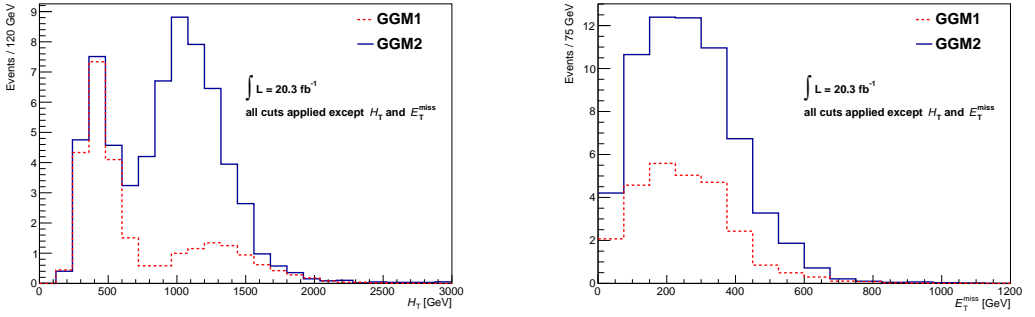 Events / 120 GeV
9
8
7
6
5
4
3
2
1
0
GGM1
GGM2
∫ L = 20.3 fb⁻¹
all cuts applied except H_T and E_T^miss
0 500 1000 1500 2000 2500 3000
H_T [GeV]
Events / 75 GeV
12
10
8
6
4
2
0
GGM1
GGM2
∫ L = 20.3 fb⁻¹
all cuts applied except H_T and E_T^miss
0 200 400 600 800 1000 1200
E_T^miss [GeV]